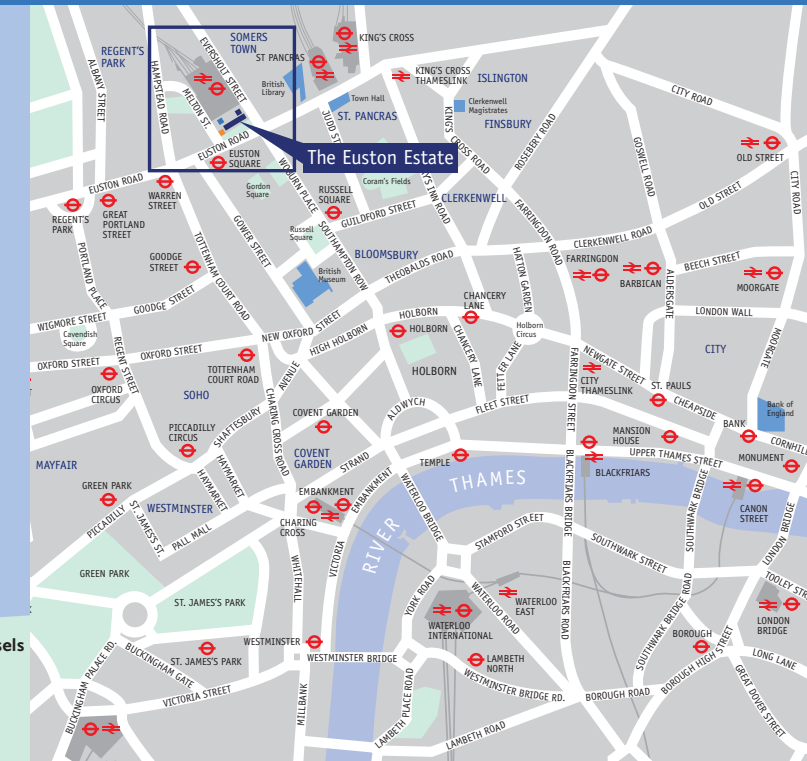 REGENT'S
PARK
SOMERS
TOWN
KING'S CROSS
ST PANCRAS
EVERSHOLT STREET
ALBANY STREET
HAMPSTEAD ROAD
MELTON ST.
British
Library
Town Hall
KING'S CROSS
THAMESLINK
ISLINGTON
ST. PANCRAS
Clerkenwell
Magistrates
FINSBURY
CITY ROAD
OLD STREET
CITY ROAD
EUSTON ROAD
EUSTON
SQUARE
The Euston Estate
KING'S CROSS ROAD
ROSEBERY ROAD
GOSWELL ROAD
OLD STREET
EUSTON ROAD
WARREN
STREET
REGENT'S
PARK
GREAT
PORTLAND
STREET
Gordon
Square
WOBURN PLACE
RUSSELL
SQUARE
Coram's Fields
CLERKENWELL
GUILDFORD STREET
GOWER STREET
Russell
Square
SOUTHAMPTON ROW
FARRINGDON ROAD
CLERKENWELL ROAD
PORTLAND PLACE
GOODGE
STREET
TOTTENHAM COURT ROAD
BLOOMSBURY
THEOBALDS ROAD
HATTON GARDEN
FARRINGDON
BARBICAN
ALDERSGATE
BEECH STREET
MOORGATE
British
Museum
GOODGE STREET
WIGMORE STREET
Cavendish
Square
REGENT STREET
NEW OXFORD STREET
HIGH HOLBORN
HOLBORN
HOLBORN
CHANCERY
LANE
Holborn
Circus
LONDON WALL
MOORGATE
CITY
OXFORD STREET
OXFORD STREET
OXFORD
CIRCUS
TOTTENHAM
COURT ROAD
HOLBORN
CHANCERY LANE
FETTER LANE
FARRINGDON STREET
NEWGATE STREET
CITY
THAMESLINK
ST. PAULS
CHEAPSIDE
Bank of
England
SOHO
SHAFTESBURY
AVENUE
CHARING CROSS ROAD
COVENT GARDEN
ALDWYCH
FLEET STREET
MANSION
HOUSE
BANK
CORNHILL
PICCADILLY
CIRCUS
MAYFAIR
COVENT
GARDEN
STRAND
TEMPLE
UPPER THAMES STREET
MONUMENT
BLACKFRIARS
HAYMARKET
HAYMARKET
GREEN PARK
EMBANKMENT
VICTORIA
EMBANKMENT
WATERLOO BRIDGE
THAMES
RIVER
BLACKFRIARS BRIDGE
SOUTHWARK BRIDGE
CANON
STREET
LONDON BRIDGE
WESTMINSTER
PICCADILLY
ST. JAMES'S ST.
PALL MALL
CHARING
CROSS
STAMFORD STREET
SOUTHWARK STREET
GREEN PARK
ST. JAMES'S PARK
WHITEHALL
YORK ROAD
WATERLOO ROAD
WATERLOO
EAST
BLACKFRIARS ROAD
SOUTHWARK BRIDGE ROAD
TOOLEY STR
LONDON
BRIDGE
WATERLOO
INTERNATIONAL
WESTMINSTER
ST. JAMES'S PARK
BUCKINGHAM GATE
BUCKINGHAM PALACE RD.
VICTORIA STREET
WESTMINSTER BRIDGE
LAMBETH
NORTH
WESTMINSTER BRIDGE RD.
BOROUGH
BOROUGH ROAD
BOROUGH HIGH STREET
LONG LANE
GREAT DOVER STREET
MILLBANK
LAMBETH PLACE ROAD
LAMBETH ROAD
sels